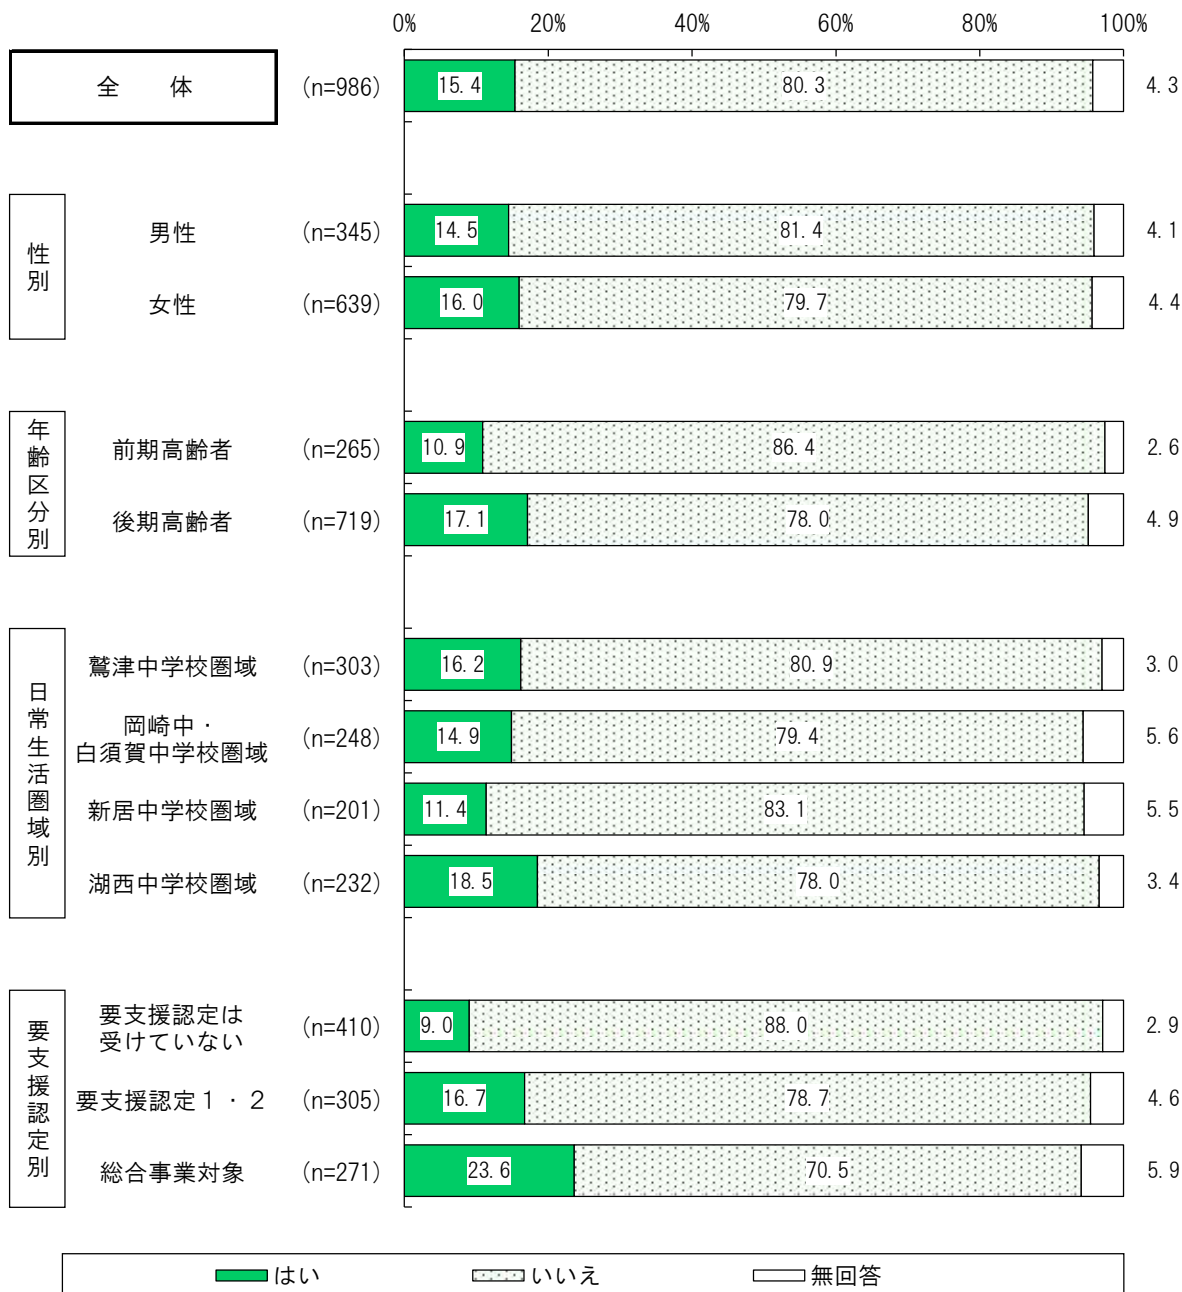 0% 20% 40% 60% 80% 100%
全 体 (n=986) 15.4 80.3 4.3
性別
男性 (n=345) 14.5 81.4 4.1
女性 (n=639) 16.0 79.7 4.4
年齢区分別
前期高齢者 (n=265) 10.9 86.4 2.6
後期高齢者 (n=719) 17.1 78.0 4.9
日常生活圏域別
鷲津中学校圏域 (n=303) 16.2 80.9 3.0
岡崎中・
白須賀中学校圏域 (n=248) 14.9 79.4 5.6
新居中学校圏域 (n=201) 11.4 83.1 5.5
湖西中学校圏域 (n=232) 18.5 78.0 3.4
要支援認定別
要支援認定は
受けていない (n=410) 9.0 88.0 2.9
要支援認定１・２ (n=305) 16.7 78.7 4.6
総合事業対象 (n=271) 23.6 70.5 5.9
はい いいえ 無回答